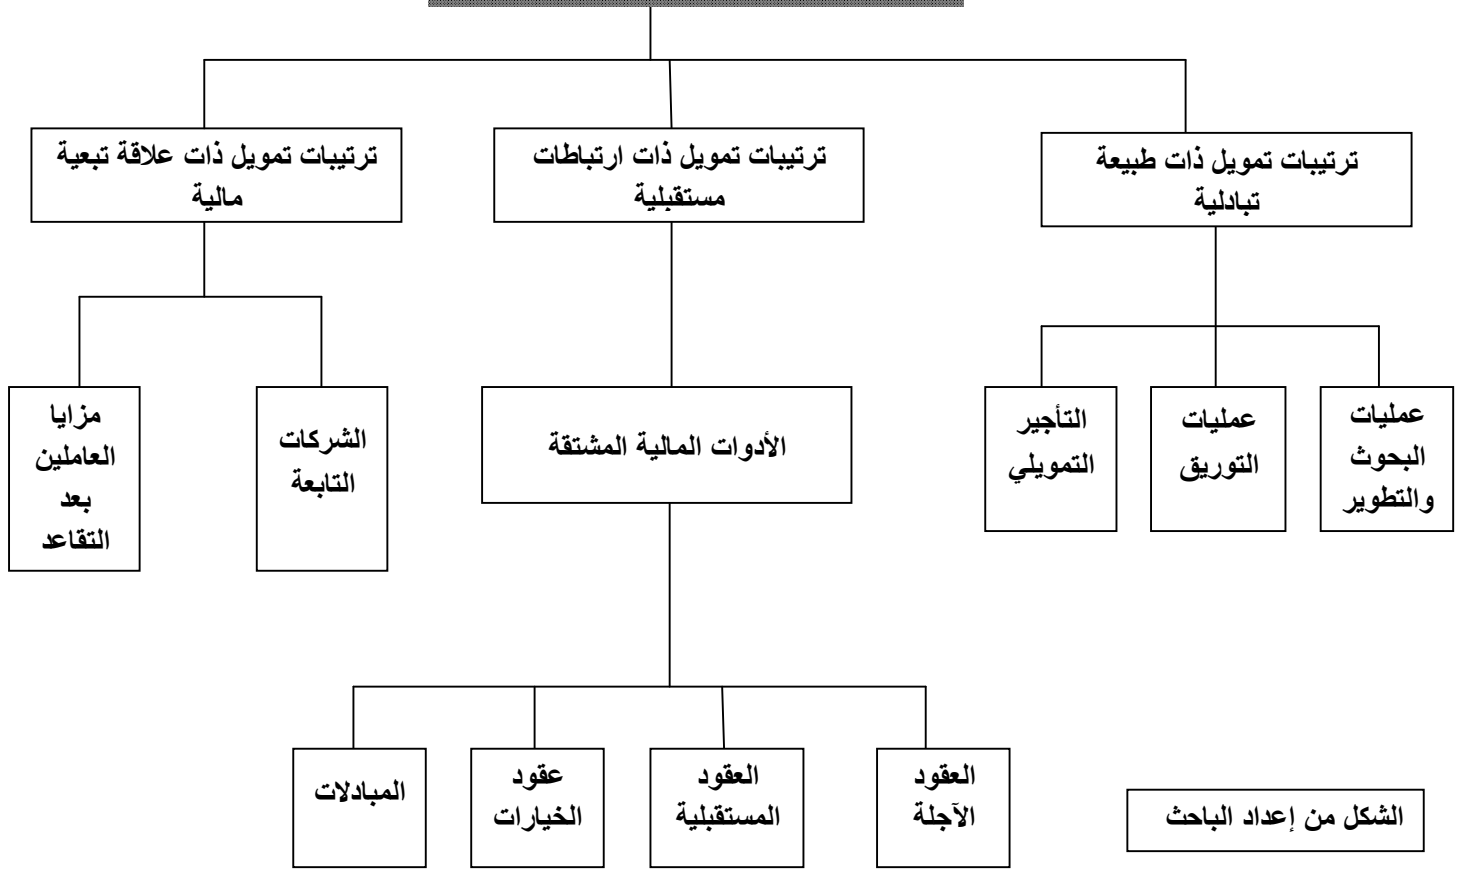 ترتيبات تمويل ذات طبيعة
تبادلية
ترتيبات تمويل ذات ارتباطات
مستقبلية
ترتيبات تمويل ذات علاقة تبعية
مالية
عمليات
البحوث
والتطوير
عمليات
التوريق
التأجير
التمويلي
الأدوات المالية المشتقة
الشركات
التابعة
مزايا
العاملين
بعد
التقاعد
العقود
الآجلة
العقود
المستقبلية
عقود
الخيارات
المبادلات
الشكل من إعداد الباحث